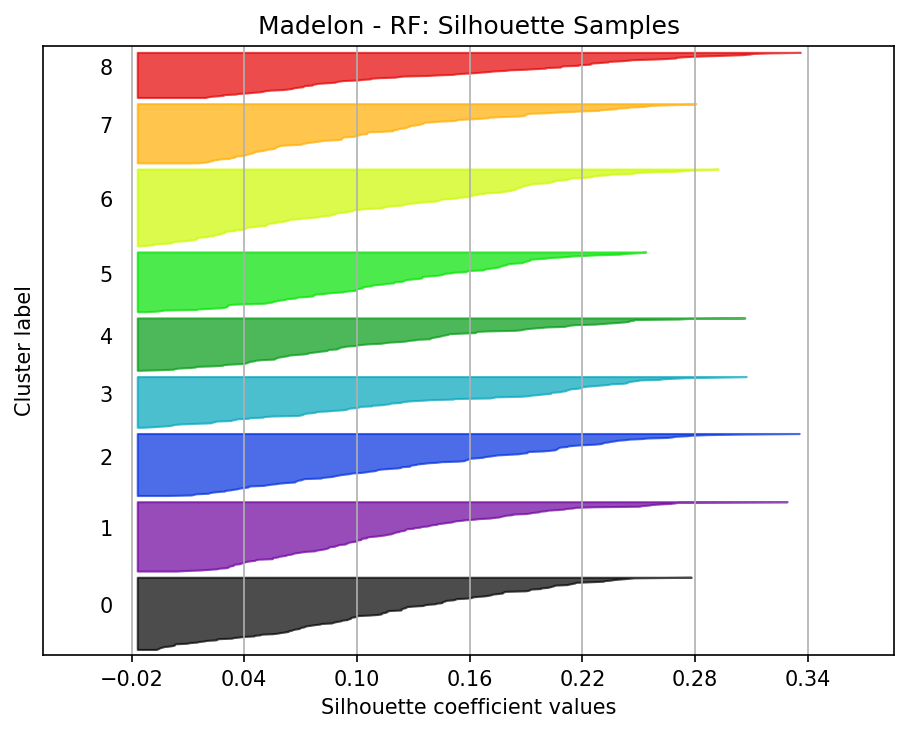 Madelon - RF: Silhouette Samples
8
7
6
5
4
3
2
1
0
Cluster label
−0.02 0.04 0.10 0.16 0.22 0.28 0.34
Silhouette coefficient values